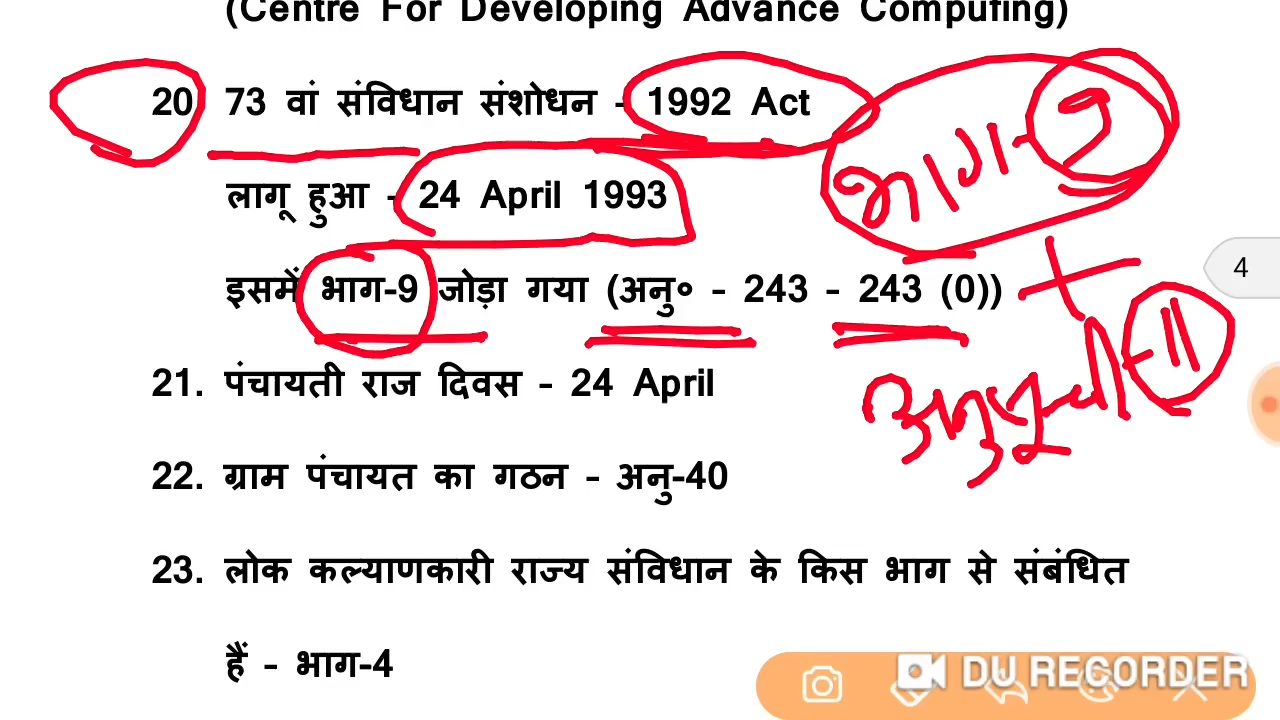 (Centre For Developing Advance Computing)
20. 73 वां संविधान संशोधन - 1992 Act
लागू हुआ - 24 April 1993
भाग-9
इसमें भाग-9 जोड़ा गया (अनु० - 243 - 243 (0))
+
अनुसूची-11
4
21. पंचायती राज दिवस - 24 April
22. ग्राम पंचायत का गठन - अनु-40
23. लोक कल्याणकारी राज्य संविधान के किस भाग से संबंधित
हैं - भाग-4
DU RECORDER